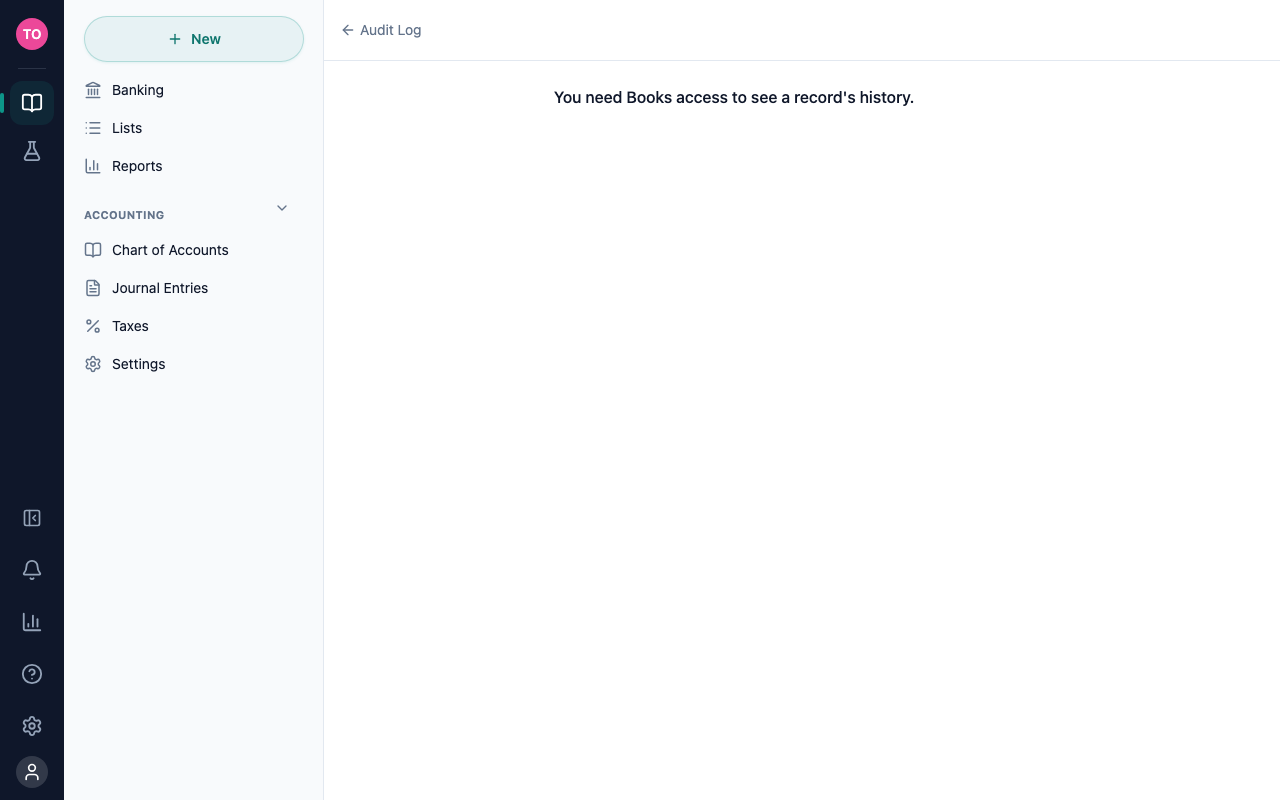 TO
New
Banking
Lists
Reports
ACCOUNTING
Chart of Accounts
Journal Entries
Taxes
Settings
Audit Log
You need Books access to see a record's history.